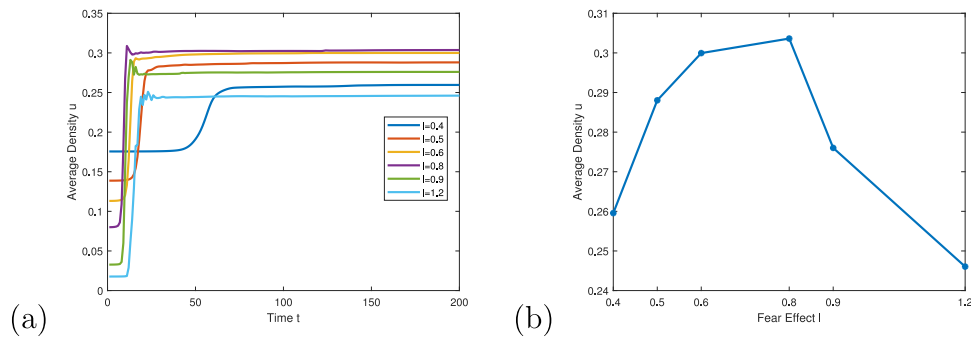 0.35
0.3
0.25
0.2
0.15
0.1
0.05
0
Average Density u
0
50
100
150
200
Time t
l=0.4
l=0.5
l=0.6
l=0.8
l=0.9
l=1.2
(a)
0.31
0.3
0.29
0.28
0.27
0.26
0.25
0.24
Average Density u
0.4
0.5
0.6
0.8
0.9
1.2
Fear Effect l
(b)